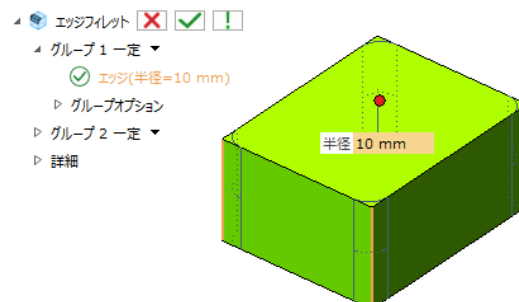 エッジフィレット
グループ 1 一定
エッジ(半径=10 mm)
グループオプション
グループ 2 一定
詳細
半径 10 mm